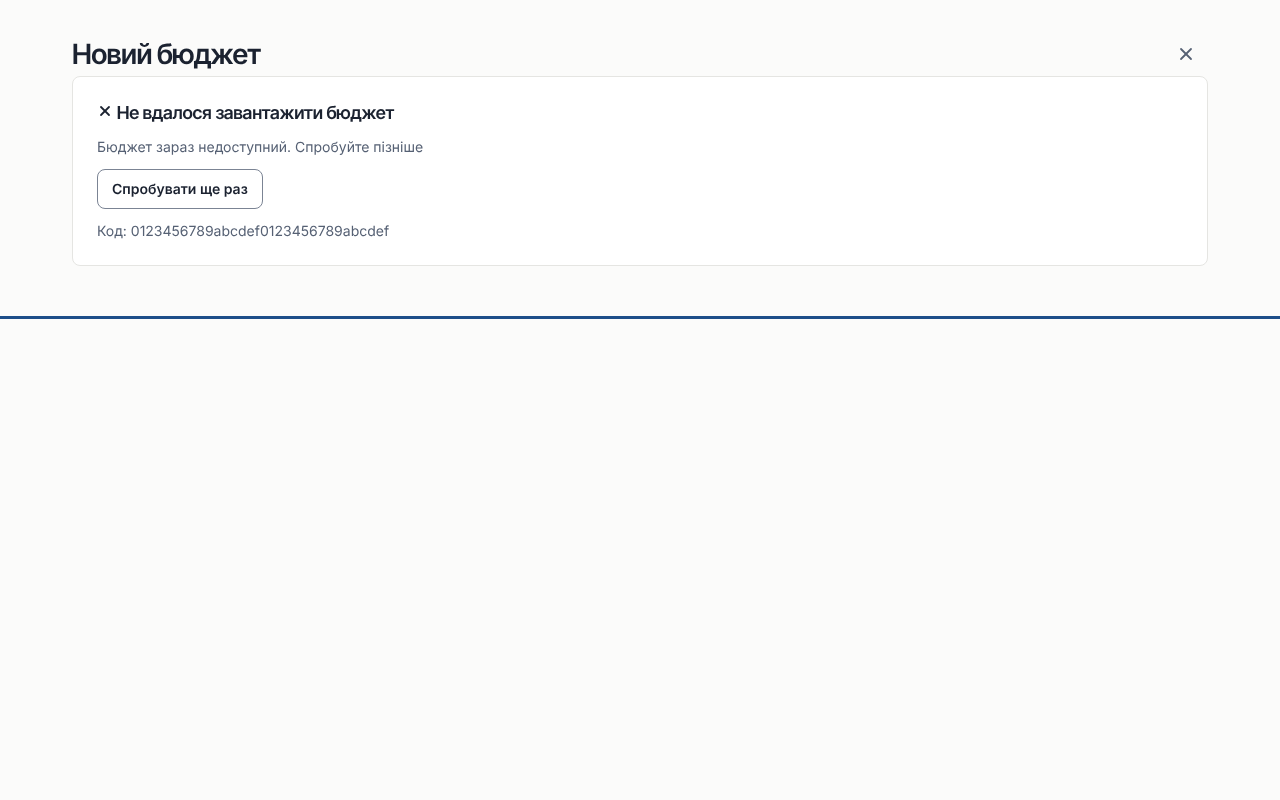 Новий бюджет
Не вдалося завантажити бюджет
Бюджет зараз недоступний. Спробуйте пізніше
Спробувати ще раз
Код: 0123456789abcdef0123456789abcdef